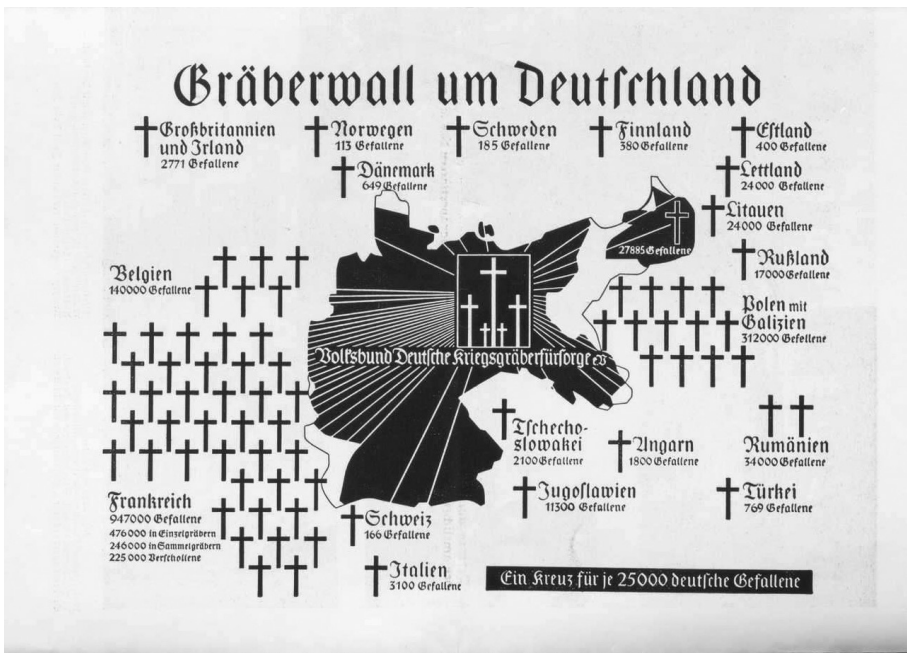 Gräberwall um Deutſchland
Großbritannien
und Irland
2771 Gefallene
Norwegen
113 Gefallene
Schweden
185 Gefallene
Finnland
380 Gefallene
Eſtland
400 Gefallene
Dänemark
649 Gefallene
Lettland
24000 Gefallene
Litauen
24000 Gefallene
27885 Gefallene
Rußland
17000 Gefallene
Belgien
140000 Gefallene
Polen mit
Galizien
312000 Gefellene
Volksbund Deutſche Kriegsgräberfürſorge e.V
Tſchecho-
ſlowakei
2100 Gefallene
Ungarn
1800 Gefallene
Rumänien
34000 Gefallene
Frankreich
947000 Gefallene
476000 in Einzelgräbern
246000 in Sammelgräbern
225000 Verſchollene
Jugoſlawien
11300 Gefallene
Türkei
769 Gefallene
Schweiz
166 Gefallene
Italien
3100 Gefallene
Ein Kreuz für je 25000 deutſche Gefallene